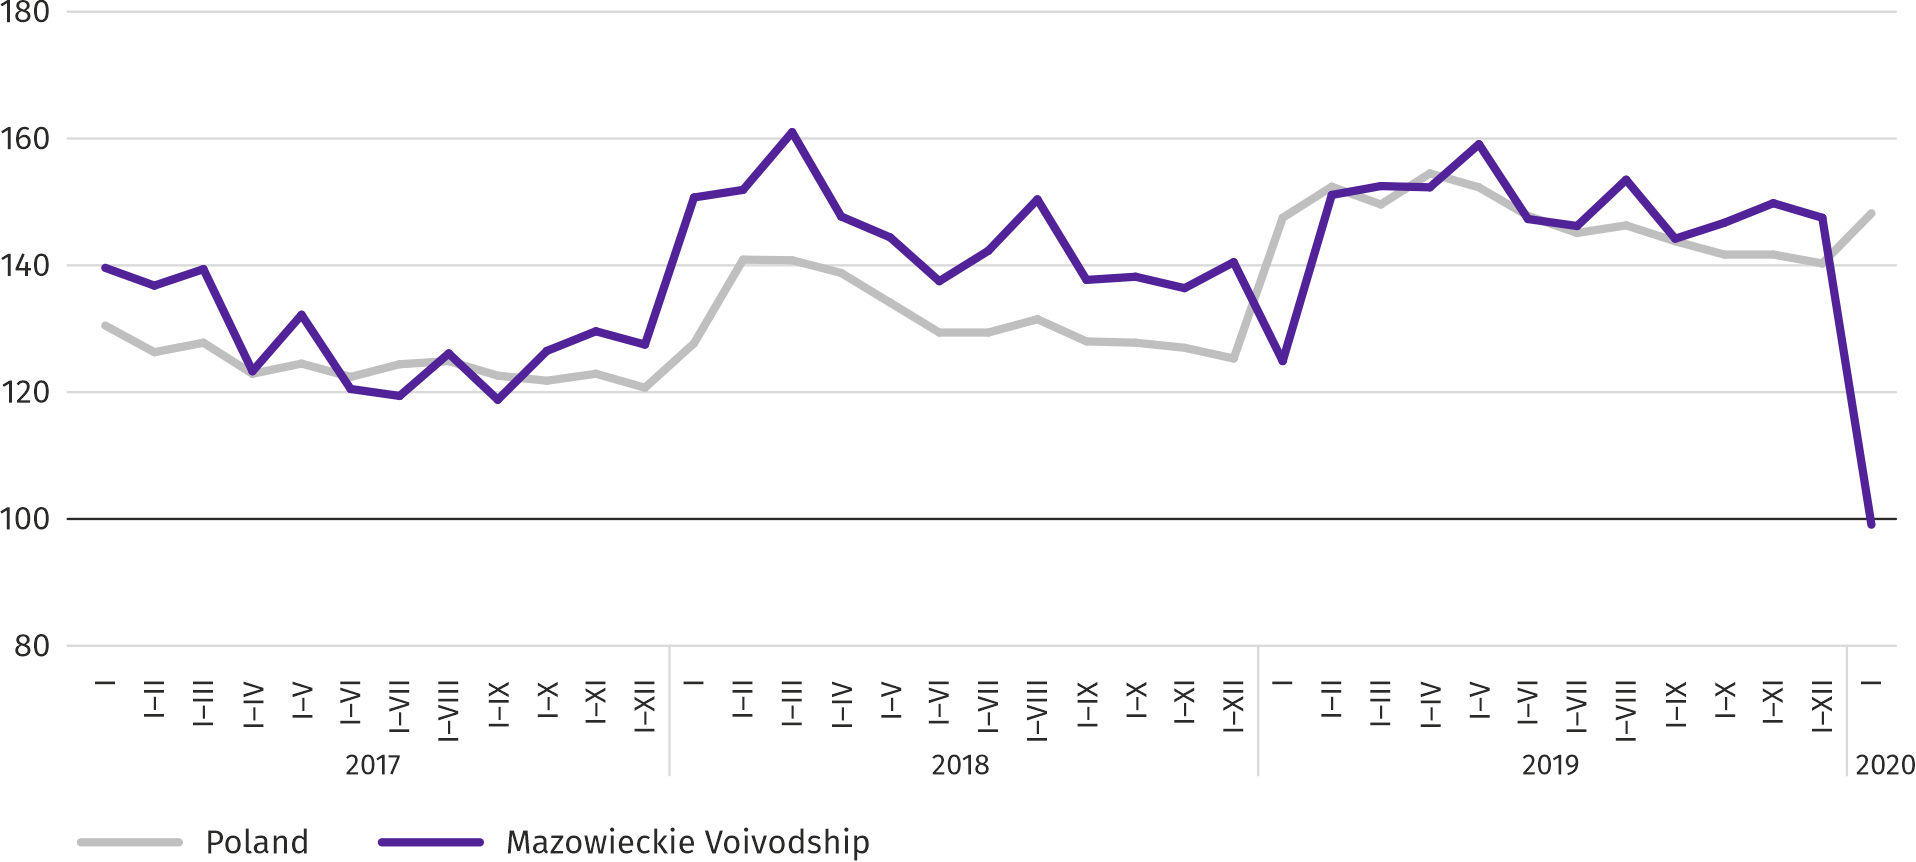 180
160
140
120
100
80
I I–II I–III I–IV I–V I–VI I–VII I–VIII I–IX I–X I–XI I–XII I I–II I–III I–IV I–V I–VI I–VII I–VIII I–IX I–X I–XI I–XII I I–II I–III I–IV I–V I–VI I–VII I–VIII I–IX I–X I–XI I–XII I
2017 2018 2019 2020
Poland Mazowieckie Voivodship